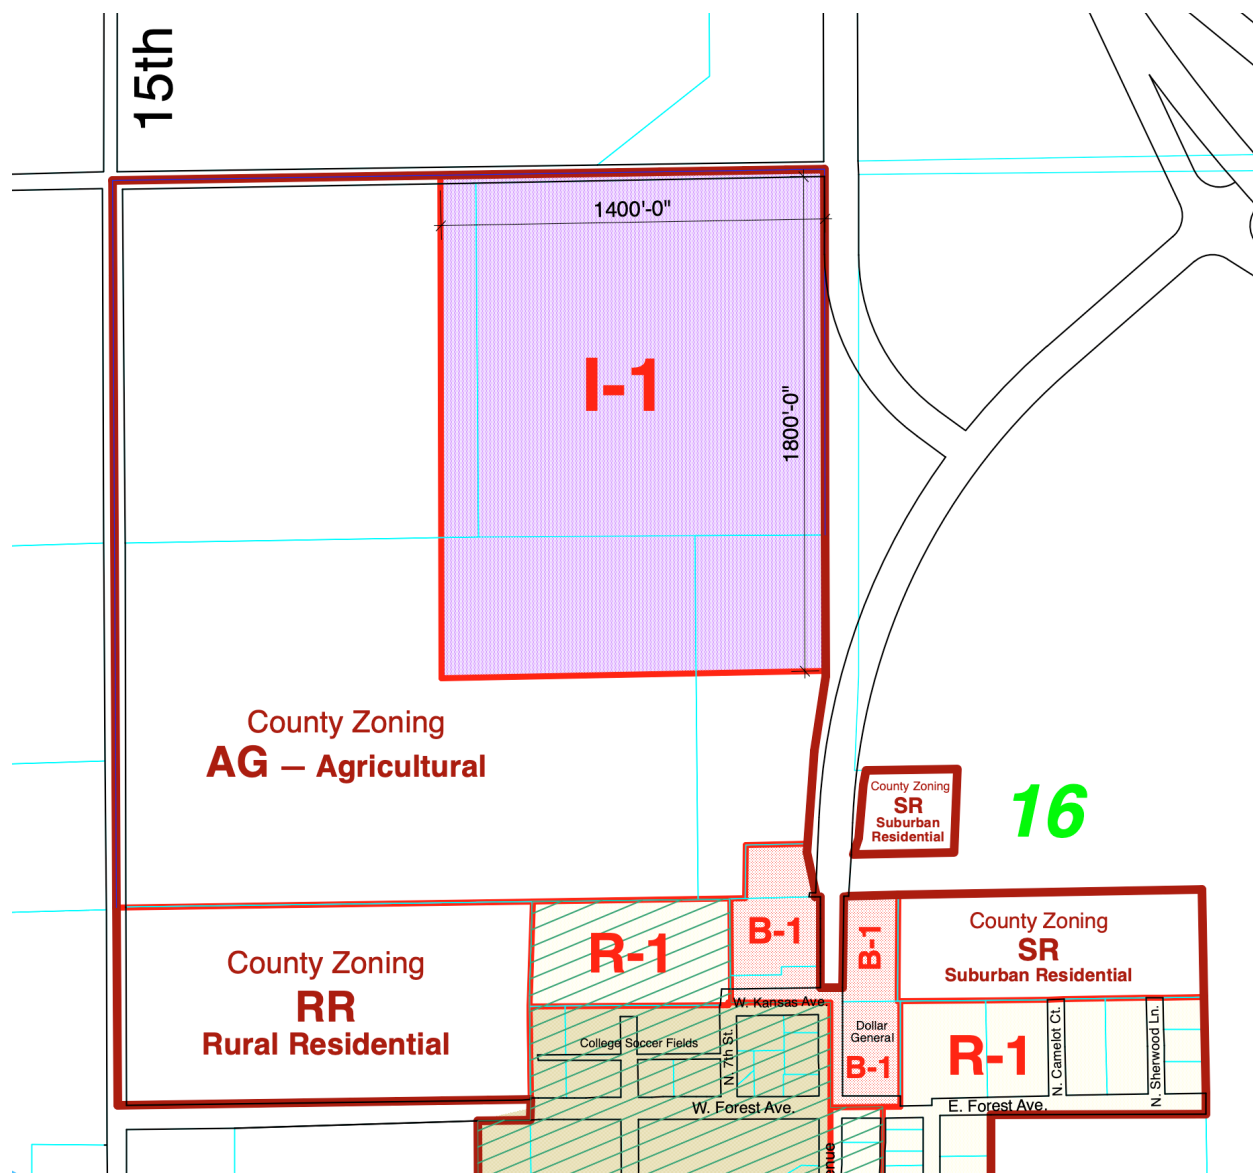 15th
1400'-0"
I-1
1800'-0"
County Zoning
AG — Agricultural
County Zoning
SR
Suburban
Residential
16
County Zoning
RR
Rural Residential
R-1
B-1
B-1
County Zoning
SR
Suburban Residential
W. Kansas Ave.
College Soccer Fields
N. 7th St.
Dollar
General
B-1
R-1
N. Camelot Ct.
N. Sherwood Ln.
W. Forest Ave.
E. Forest Ave.